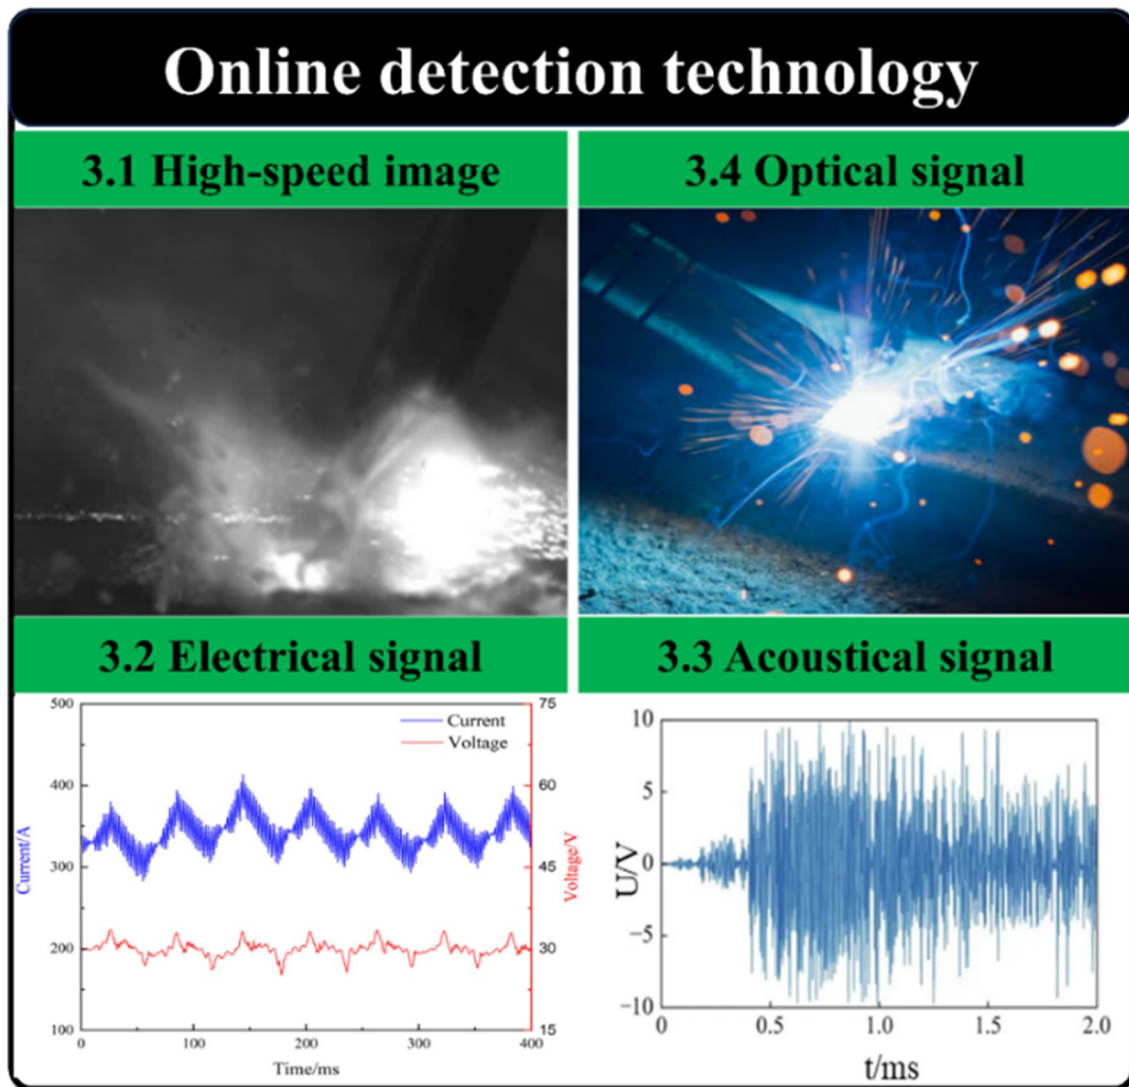 Online detection technology
3.1 High-speed image
3.4 Optical signal
3.2 Electrical signal
3.3 Acoustical signal
500
400
300
200
100
Current/A
Current
Voltage
75
60
45
30
15
Voltage/V
0
100
200
300
400
Time/ms
10
5
0
−5
−10
U/V
0
0.5
1.0
1.5
2.0
t/ms